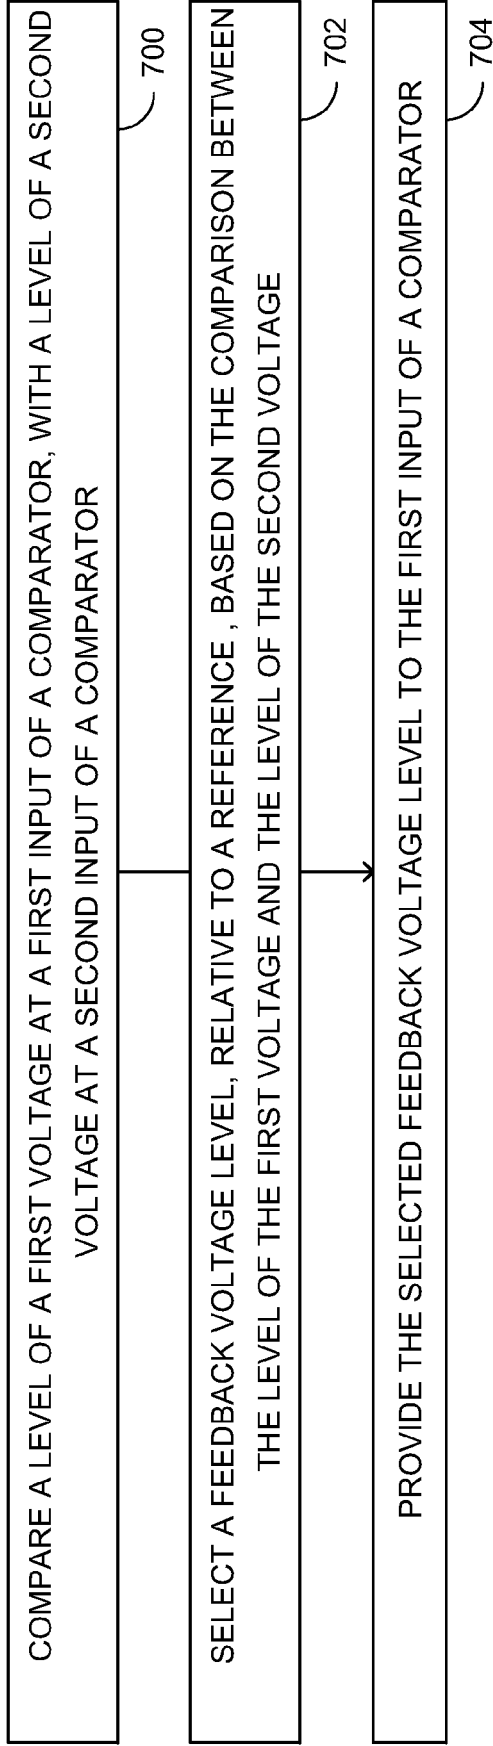 COMPARE A LEVEL OF A FIRST VOLTAGE AT A FIRST INPUT OF A COMPARATOR, WITH A LEVEL OF A SECOND
VOLTAGE AT A SECOND INPUT OF A COMPARATOR
700
SELECT A FEEDBACK VOLTAGE LEVEL, RELATIVE TO A REFERENCE , BASED ON THE COMPARISON BETWEEN
THE LEVEL OF THE FIRST VOLTAGE AND THE LEVEL OF THE SECOND VOLTAGE
702
PROVIDE THE SELECTED FEEDBACK VOLTAGE LEVEL TO THE FIRST INPUT OF A COMPARATOR
704